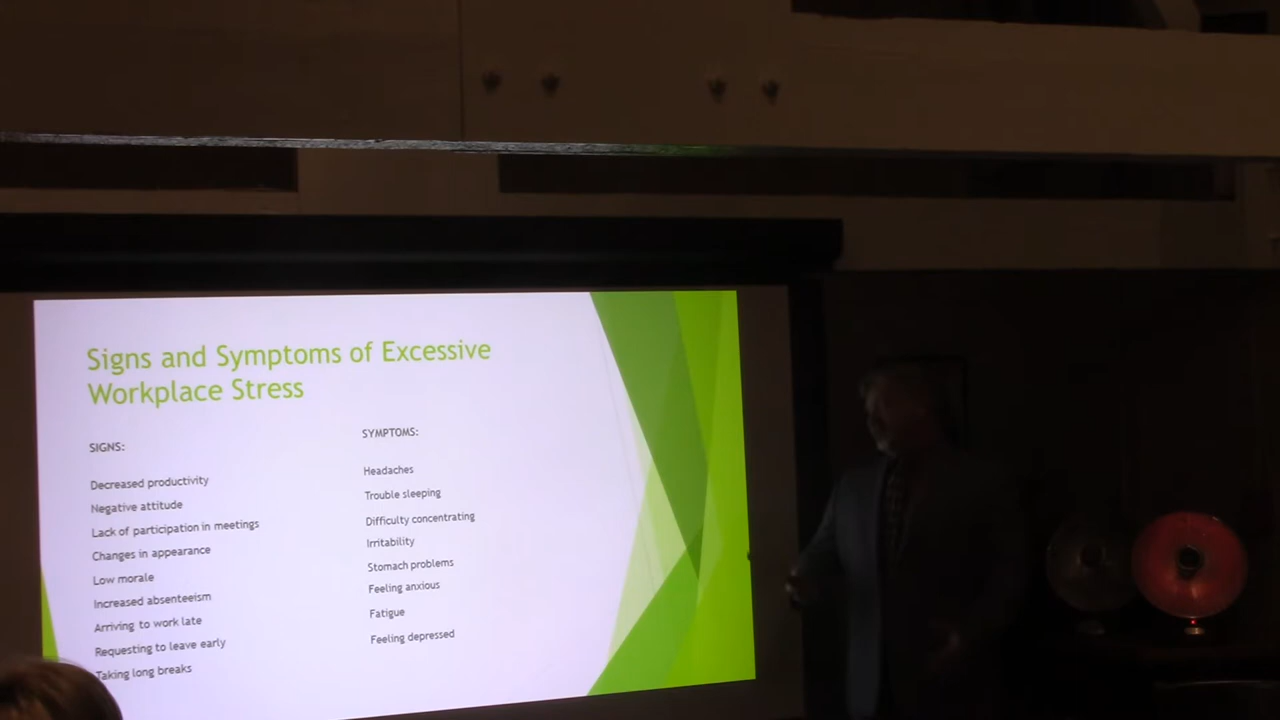 Signs and Symptoms of Excessive
Workplace Stress
SIGNS:
Decreased productivity
Negative attitude
Lack of participation in meetings
Changes in appearance
Low morale
Increased absenteeism
Arriving to work late
Requesting to leave early
Taking long breaks
SYMPTOMS:
Headaches
Trouble sleeping
Difficulty concentrating
Irritability
Stomach problems
Feeling anxious
Fatigue
Feeling depressed